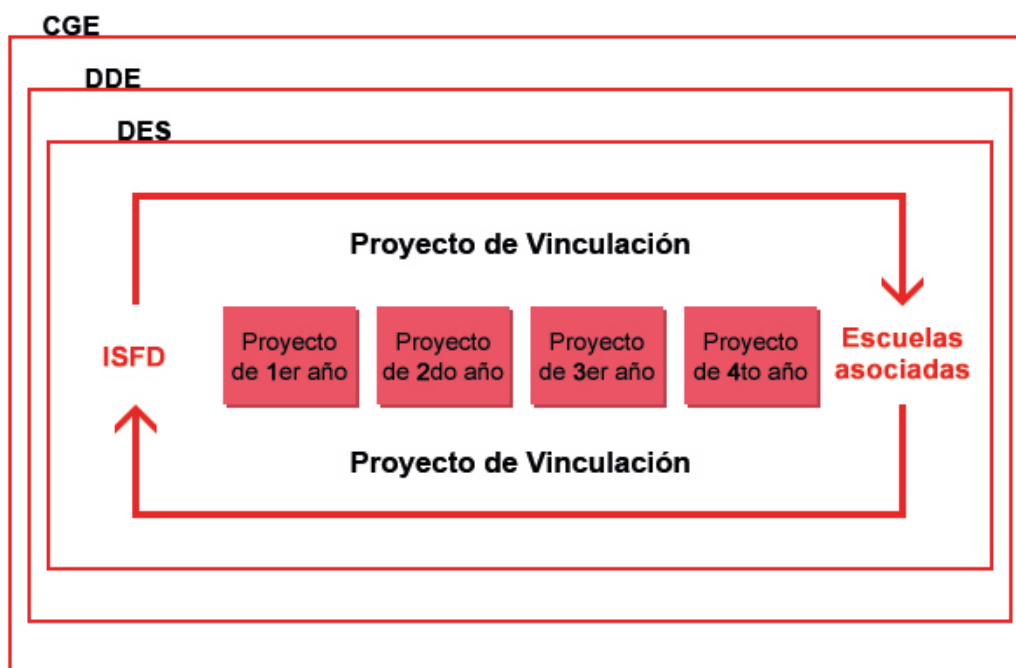 CGE
DDE
DES
Proyecto de Vinculación
ISFD
Proyecto
de 1er año
Proyecto
de 2do año
Proyecto
de 3er año
Proyecto
de 4to año
Escuelas
asociadas
Proyecto de Vinculación